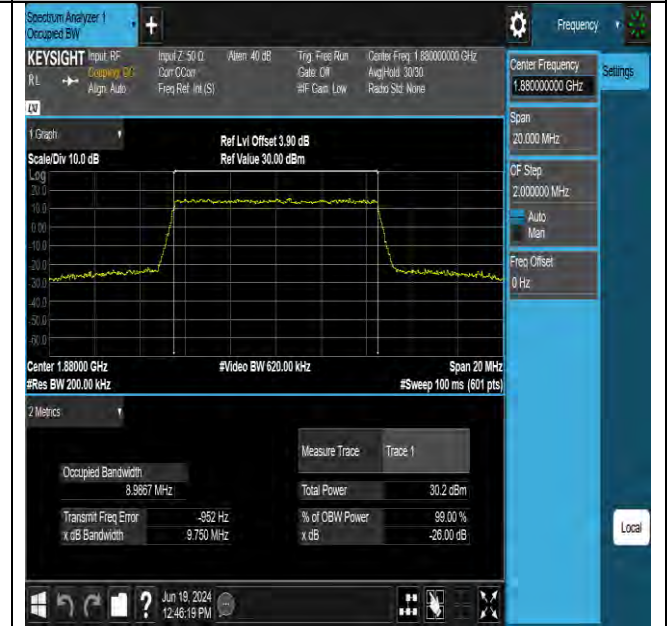 Spectrum Analyzer 1
Occupied BW
+
Frequency
KEYSIGHT Input: RF Input Z: 50 Ω Atten: 40 dB Trig: Free Run Center Freq: 1.880000000 GHz
RL Coupling: DC Corr CCorr Gate: Off Avg|Hold: 30/30
Align: Auto Freq Ref: Int (S) #IF Gain: Low Radio Std: None
Center Frequency
1.880000000 GHz
Settings
Span
20.000 MHz
CF Step
2.000000 MHz
Auto
Man
Freq Offset
0 Hz
1 Graph
Scale/Div 10.0 dB
Ref Lvl Offset 3.90 dB
Ref Value 30.00 dBm
Log
20.0
10.0
0.00
-10.0
-20.0
-30.0
-40.0
-50.0
-60.0
Center 1.88000 GHz #Video BW 620.00 kHz Span 20 MHz
#Res BW 200.00 kHz #Sweep 100 ms (601 pts)
2 Metrics
Measure Trace Trace 1
Occupied Bandwidth
8.9867 MHz
Total Power 30.2 dBm
Transmit Freq Error -952 Hz % of OBW Power 99.00 %
x dB Bandwidth 9.750 MHz x dB -26.00 dB
Local
? Jun 19, 2024
12:46:19 PM